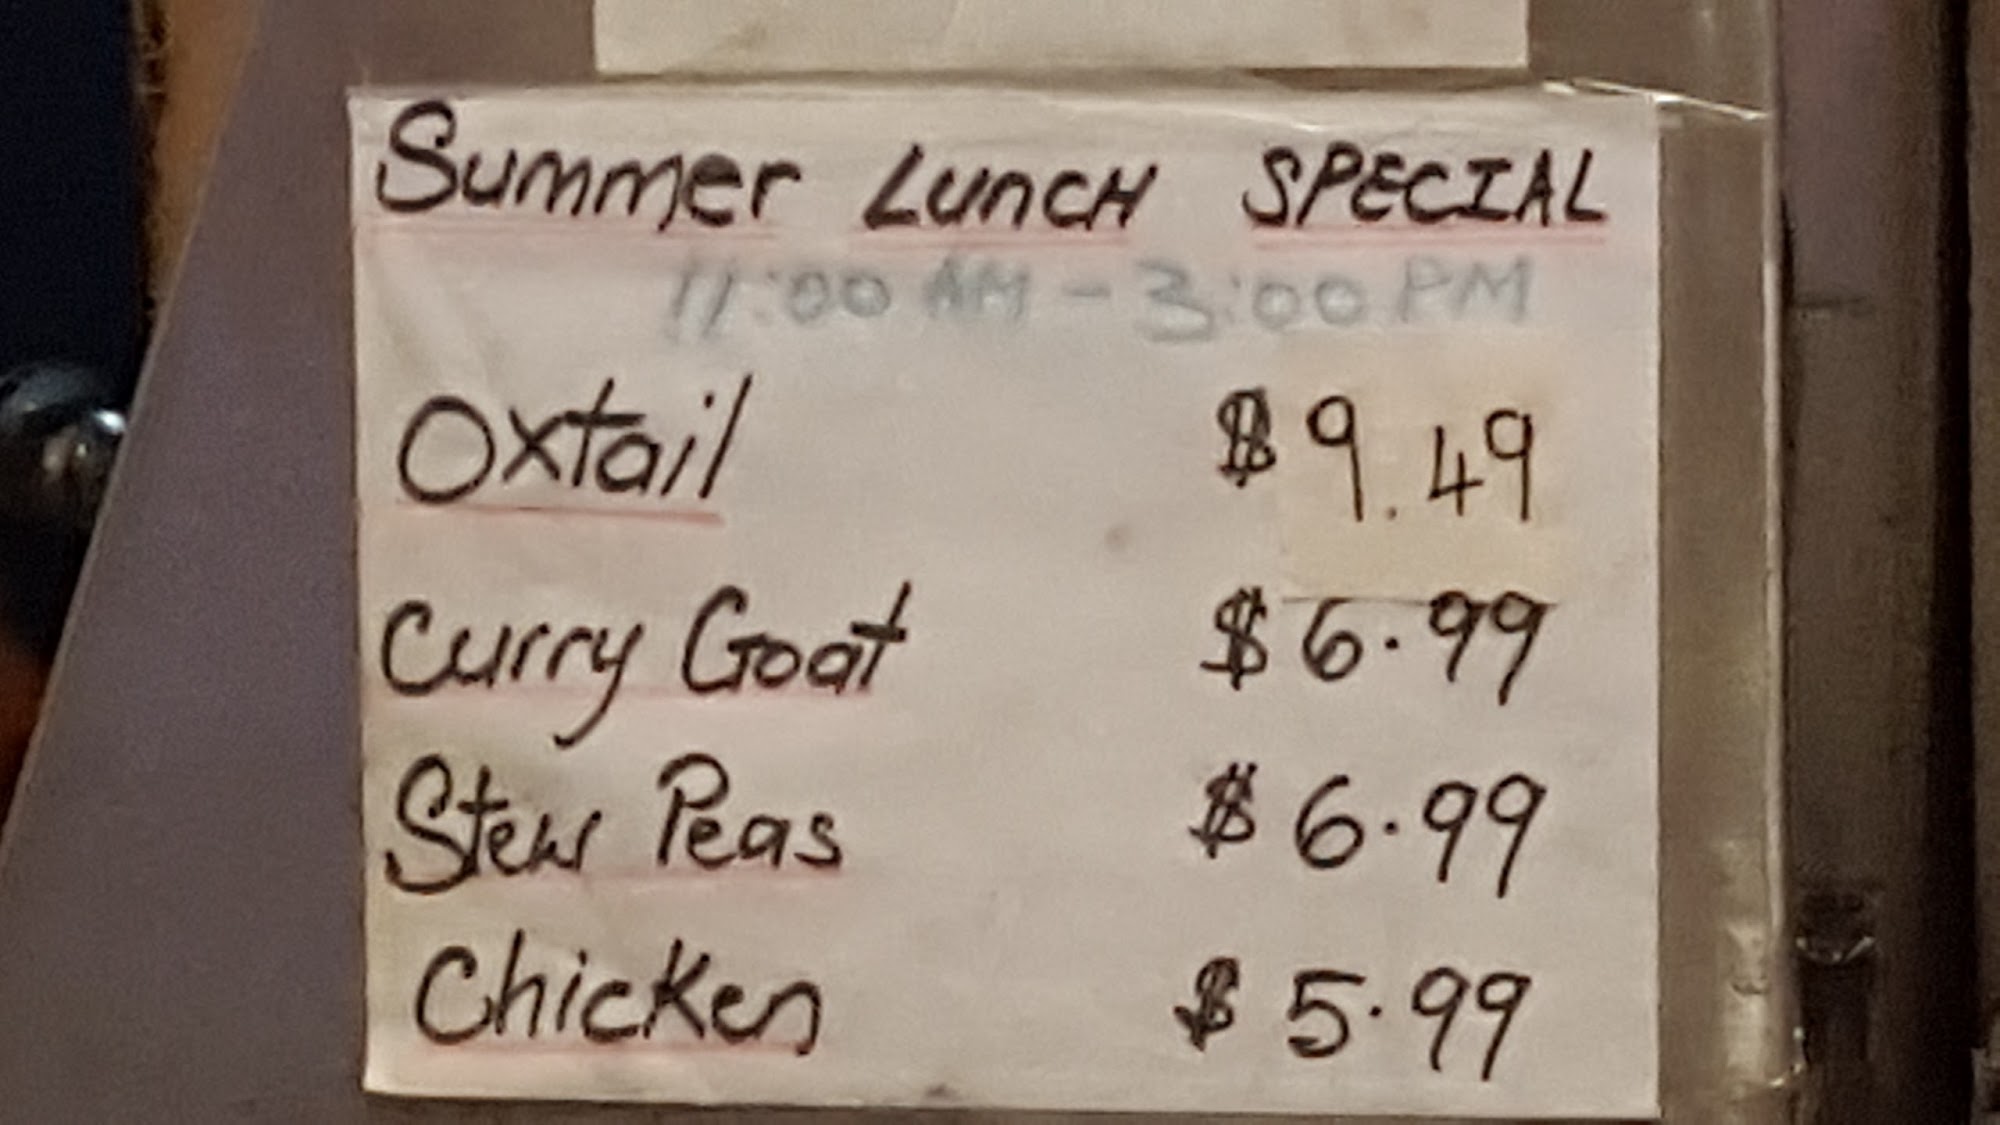 Summer LUnCH SPECIAL
11:00 AM - 3:00 PM
Oxtail $ 9.49
Curry Goat $ 6.99
Stew Peas $ 6.99
Chicken $ 5.99